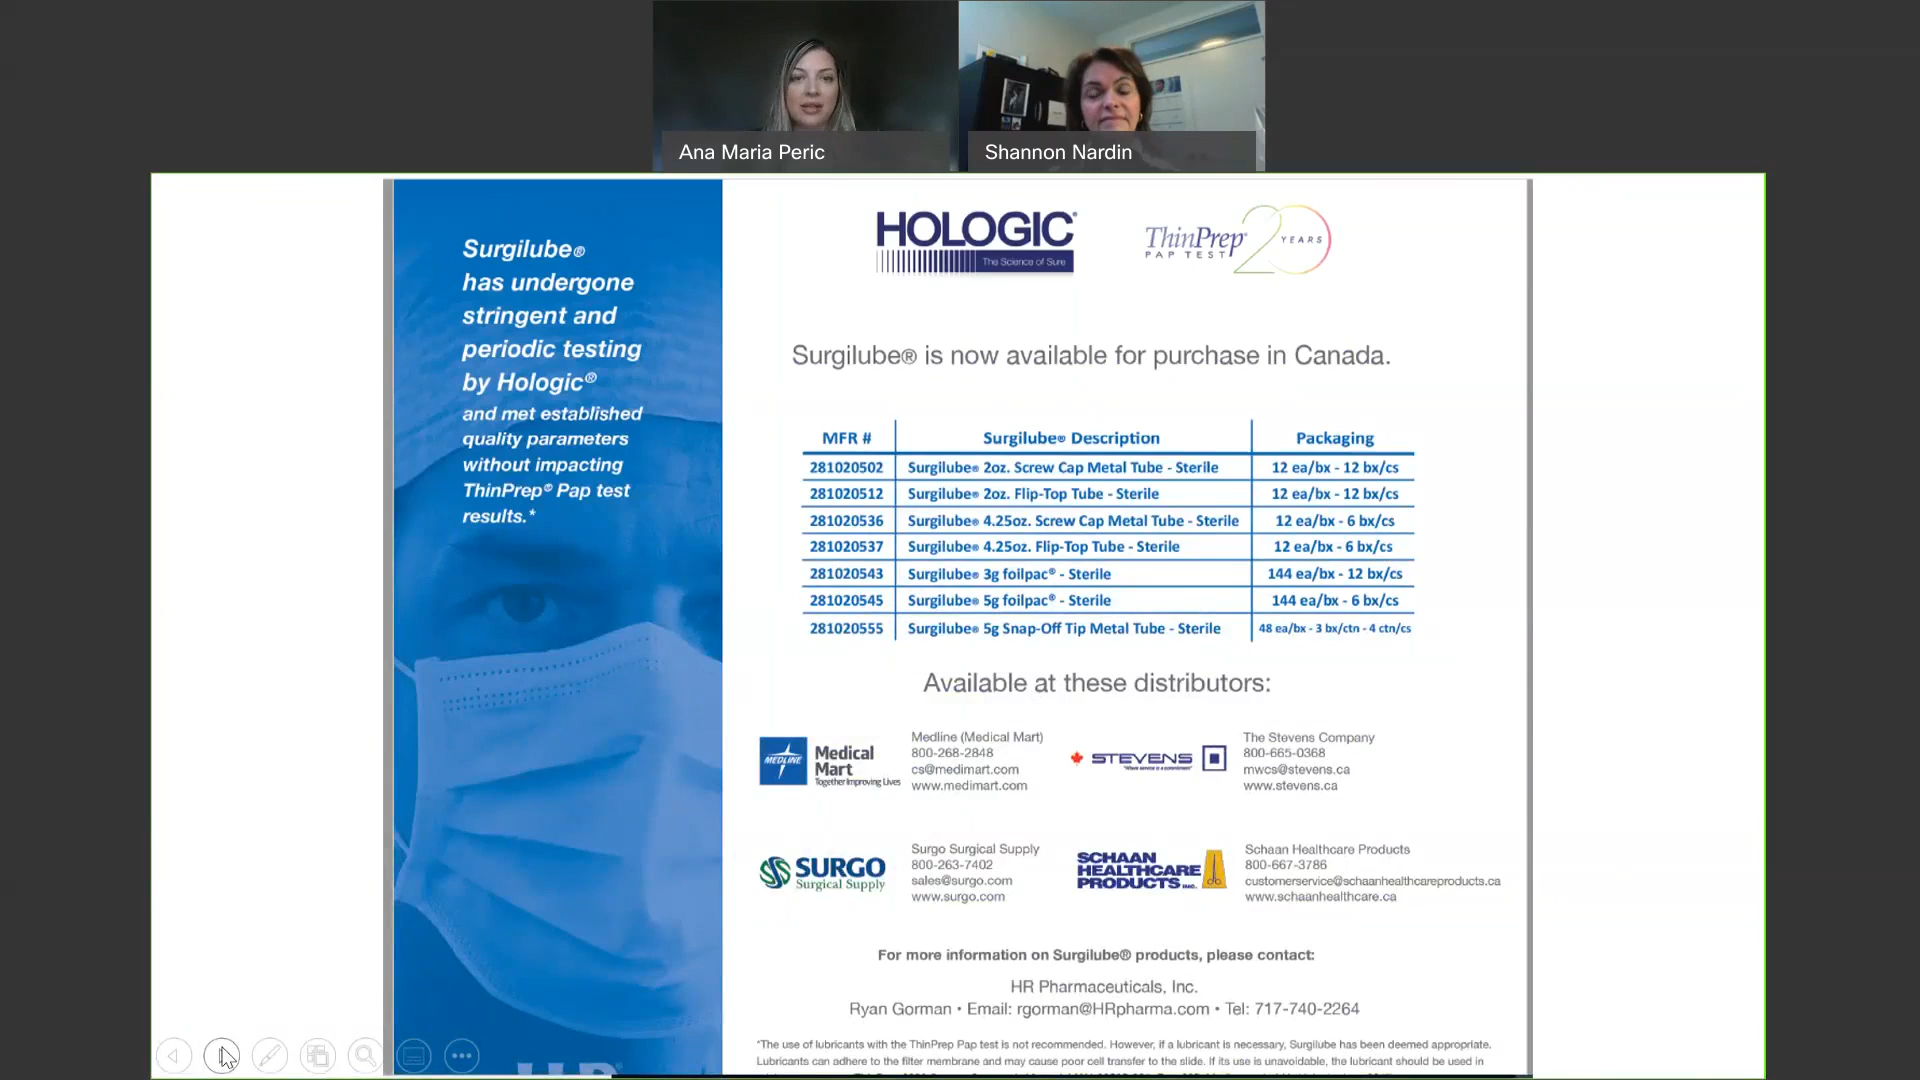 Ana Maria Peric
Shannon Nardin
Surgilube®
has undergone
stringent and
periodic testing
by Hologic®
and met established
quality parameters
without impacting
ThinPrep® Pap test
results.*
HOLOGIC®
The Science of Sure
ThinPrep®
PAP TEST
20 YEARS
Surgilube® is now available for purchase in Canada.
MFR # Surgilube® Description Packaging
281020502 Surgilube® 2oz. Screw Cap Metal Tube - Sterile 12 ea/bx - 12 bx/cs
281020512 Surgilube® 2oz. Flip-Top Tube - Sterile 12 ea/bx - 12 bx/cs
281020536 Surgilube® 4.25oz. Screw Cap Metal Tube - Sterile 12 ea/bx - 6 bx/cs
281020537 Surgilube® 4.25oz. Flip-Top Tube - Sterile 12 ea/bx - 6 bx/cs
281020543 Surgilube® 3g foilpac® - Sterile 144 ea/bx - 12 bx/cs
281020545 Surgilube® 5g foilpac® - Sterile 144 ea/bx - 6 bx/cs
281020555 Surgilube® 5g Snap-Off Tip Metal Tube - Sterile 48 ea/bx - 3 bx/ctn - 4 ctn/cs
Available at these distributors:
MEDLINE
Medical
Mart
Together Improving Lives
Medline (Medical Mart)
800-268-2848
cs@medimart.com
www.medimart.com
STEVENS
The Stevens Company
800-665-0368
mwcs@stevens.ca
www.stevens.ca
SURGO
Surgical Supply
Surgo Surgical Supply
800-263-7402
sales@surgo.com
www.surgo.com
SCHAAN
HEALTHCARE
PRODUCTS INC.
Schaan Healthcare Products
800-667-3786
customerservice@schaanhealthcareproducts.ca
www.schaanhealthcare.ca
For more information on Surgilube® products, please contact:
HR Pharmaceuticals, Inc.
Ryan Gorman • Email: rgorman@HRpharma.com • Tel: 717-740-2264
*The use of lubricants with the ThinPrep Pap test is not recommended. However, if a lubricant is necessary, Surgilube has been deemed appropriate.
Lubricants can adhere to the filter membrane and may cause poor cell transfer to the slide. If its use is unavoidable, the lubricant should be used in